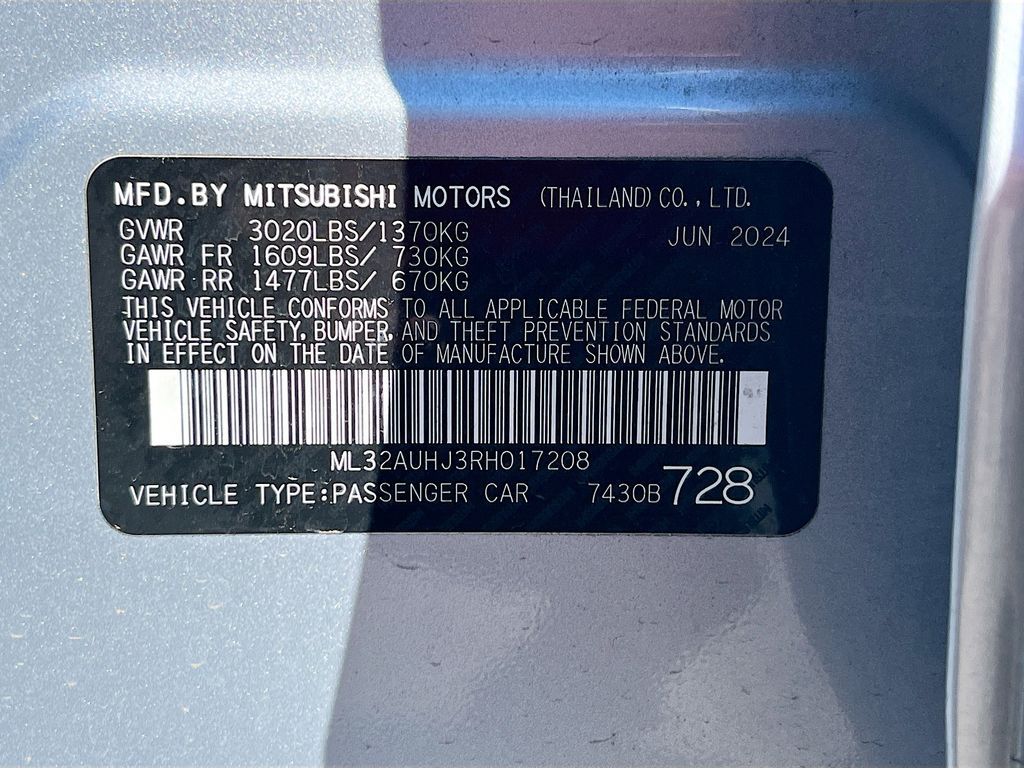 MFD.BY MITSUBISHI MOTORS (THAILAND) CO., LTD.
GVWR 3020LBS/1370KG JUN 2024
GAWR FR 1609LBS/ 730KG
GAWR RR 1477LBS/ 670KG
THIS VEHICLE CONFORMS TO ALL APPLICABLE FEDERAL MOTOR
VEHICLE SAFETY, BUMPER, AND THEFT PREVENTION STANDARDS
IN EFFECT ON THE DATE OF MANUFACTURE SHOWN ABOVE.
ML32AUHJ3RH017208
VEHICLE TYPE:PASSENGER CAR 7430B 728